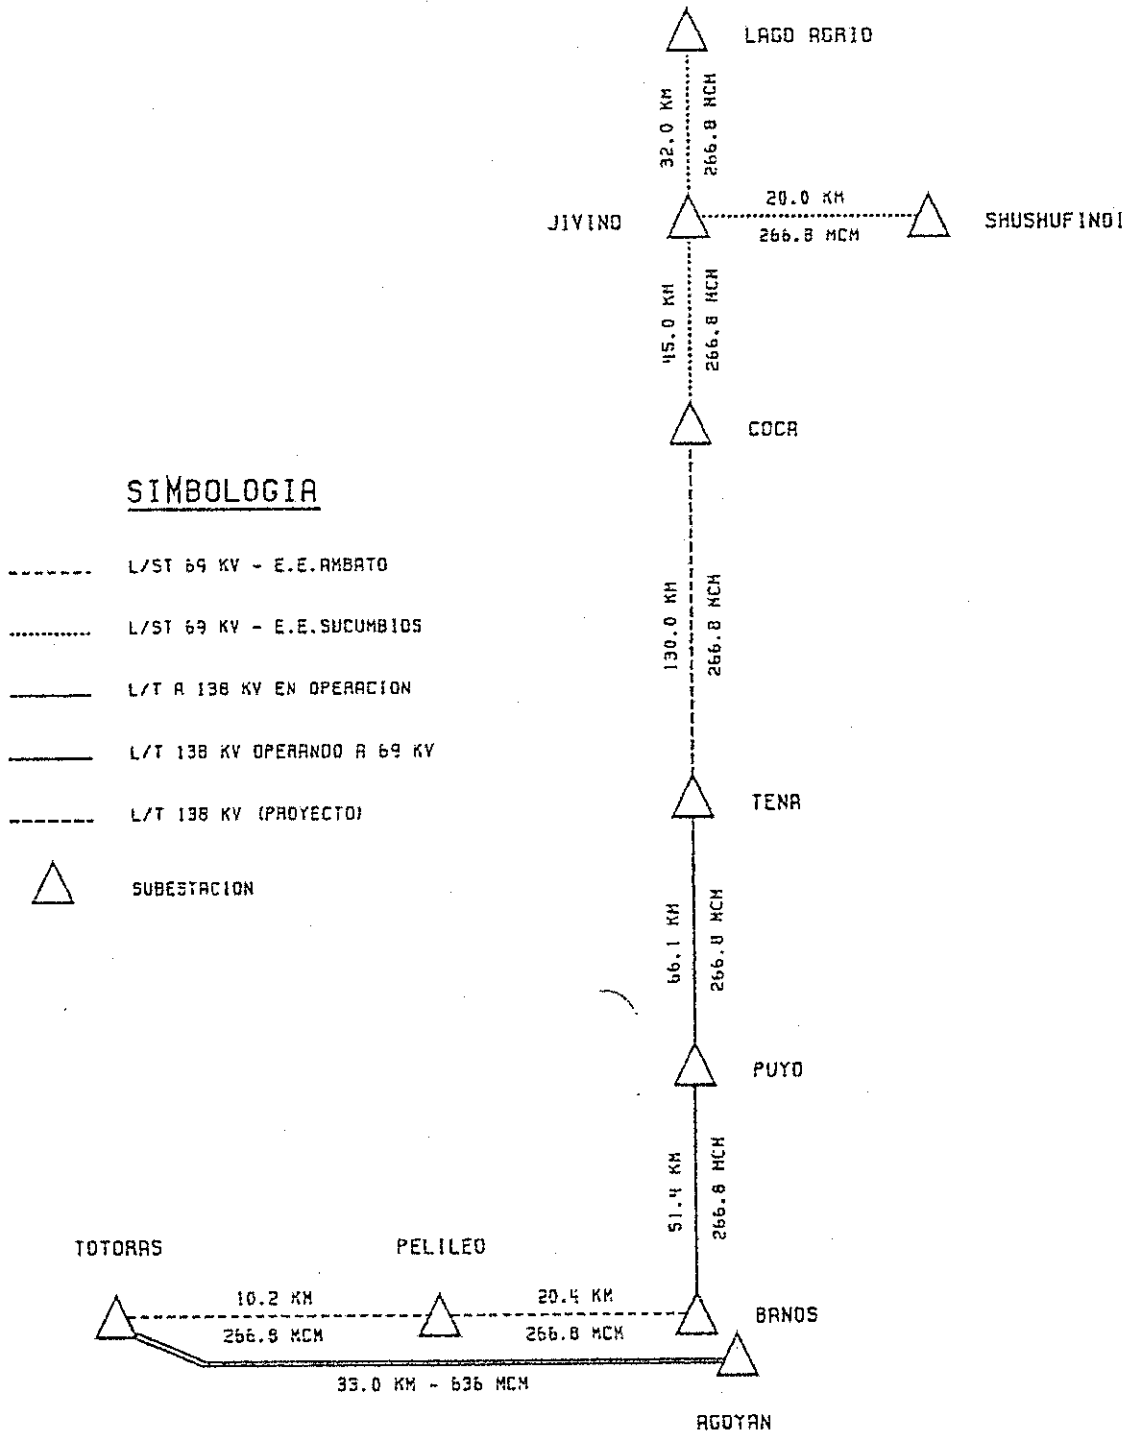 LAGO AGRIO
32.0 KM
266.8 MCM
20.0 KM
JIVINO
SHUSHUFINDI
266.8 MCM
45.0 KM
266.8 MCM
COCA
SIMBOLOGIA
L/ST 69 KV - E.E.AMBATO
L/ST 69 KV - E.E.SUCUMBIOS
L/T A 138 KV EN OPERACION
L/T 138 KV OPERANDO A 69 KV
L/T 138 KV (PROYECTO)
SUBESTACION
130.0 KM
266.8 MCM
TENA
66.1 KM
266.8 MCM
PUYO
51.4 KM
266.8 MCM
TOTORAS
PELILEO
10.2 KM
20.4 KM
BANOS
266.8 MCM
266.8 MCM
33.0 KM - 636 MCM
AGOYAN